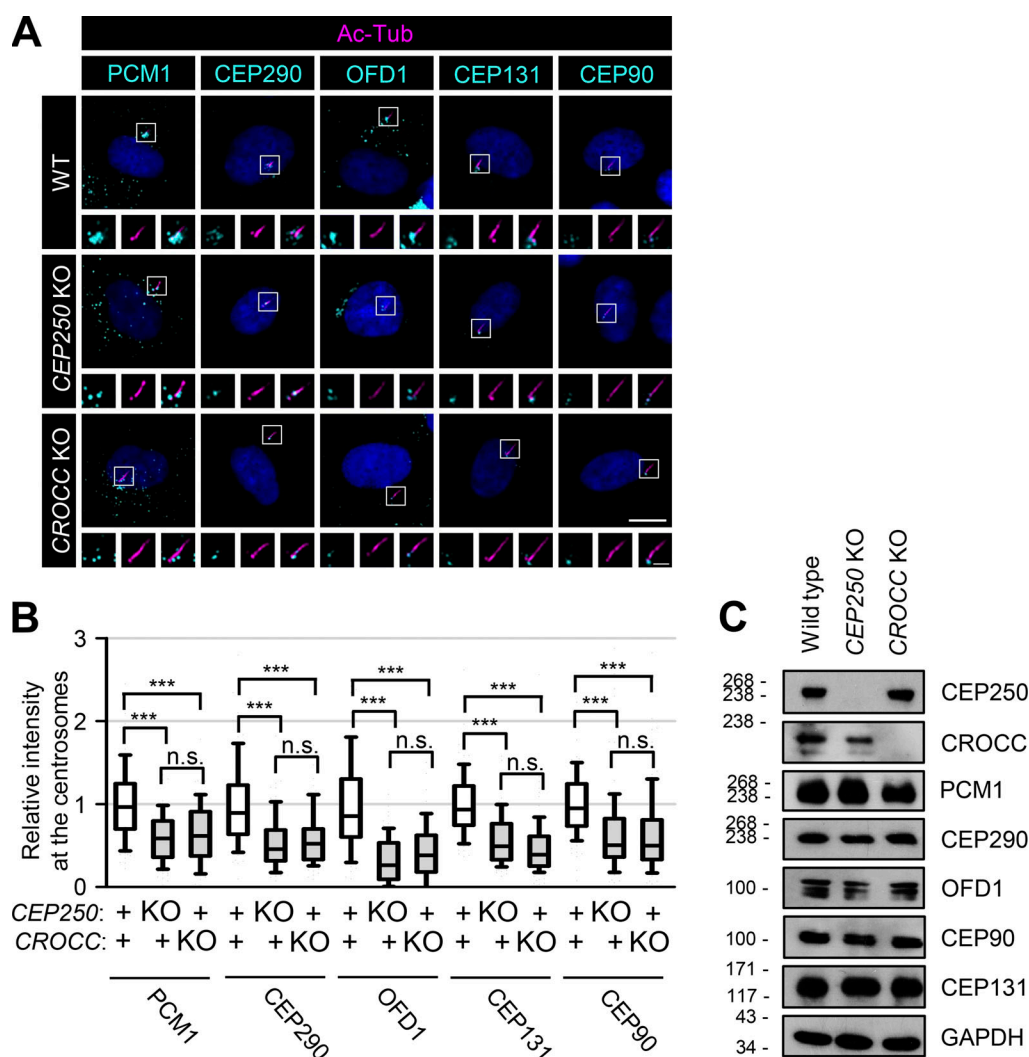 A
Ac-Tub
PCM1 CEP290 OFD1 CEP131 CEP90
WT
CEP250 KO
CROCC KO
B
Relative intensity
at the centrosomes
3
2
1
0
*** *** *** *** ***
*** *** *** *** ***
n.s. n.s. n.s. n.s. n.s.
CEP250: + KO + + KO + + KO + + KO + + KO +
CROCC: + + KO + + KO + + KO + + KO + + KO
PCM1 CEP290 OFD1 CEP131 CEP90
C
Wild type CEP250 KO CROCC KO
268 -
238 - CEP250
238 -
CROCC
268 -
238 - PCM1
268 -
238 - CEP290
100 - OFD1
100 - CEP90
171 -
117 - CEP131
43 -
34 - GAPDH